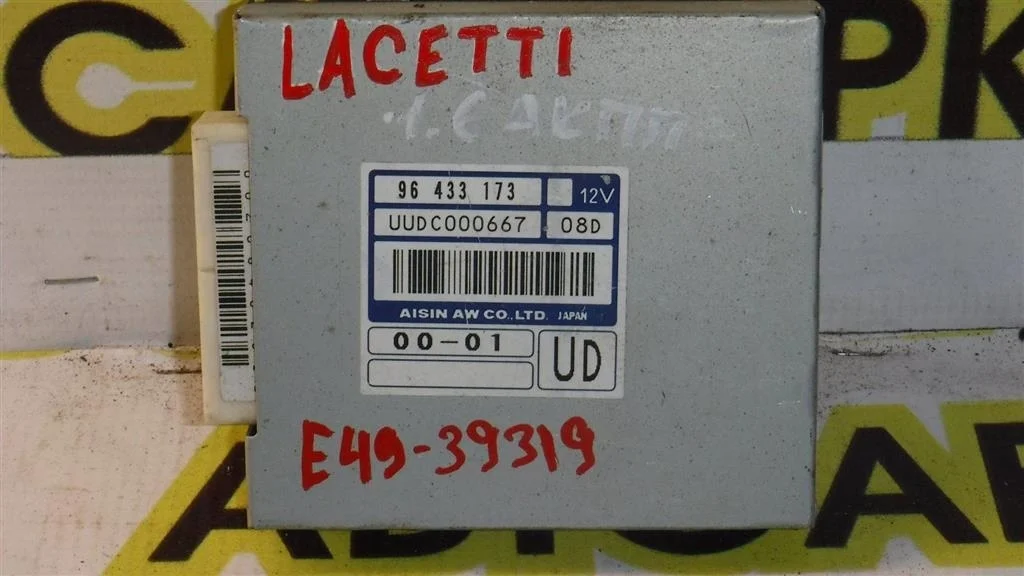 LACETTI
96 433 173 12V
UUDC000667 08D
AISIN AW CO.,LTD. JAPAN
00-01
UD
E49-39319